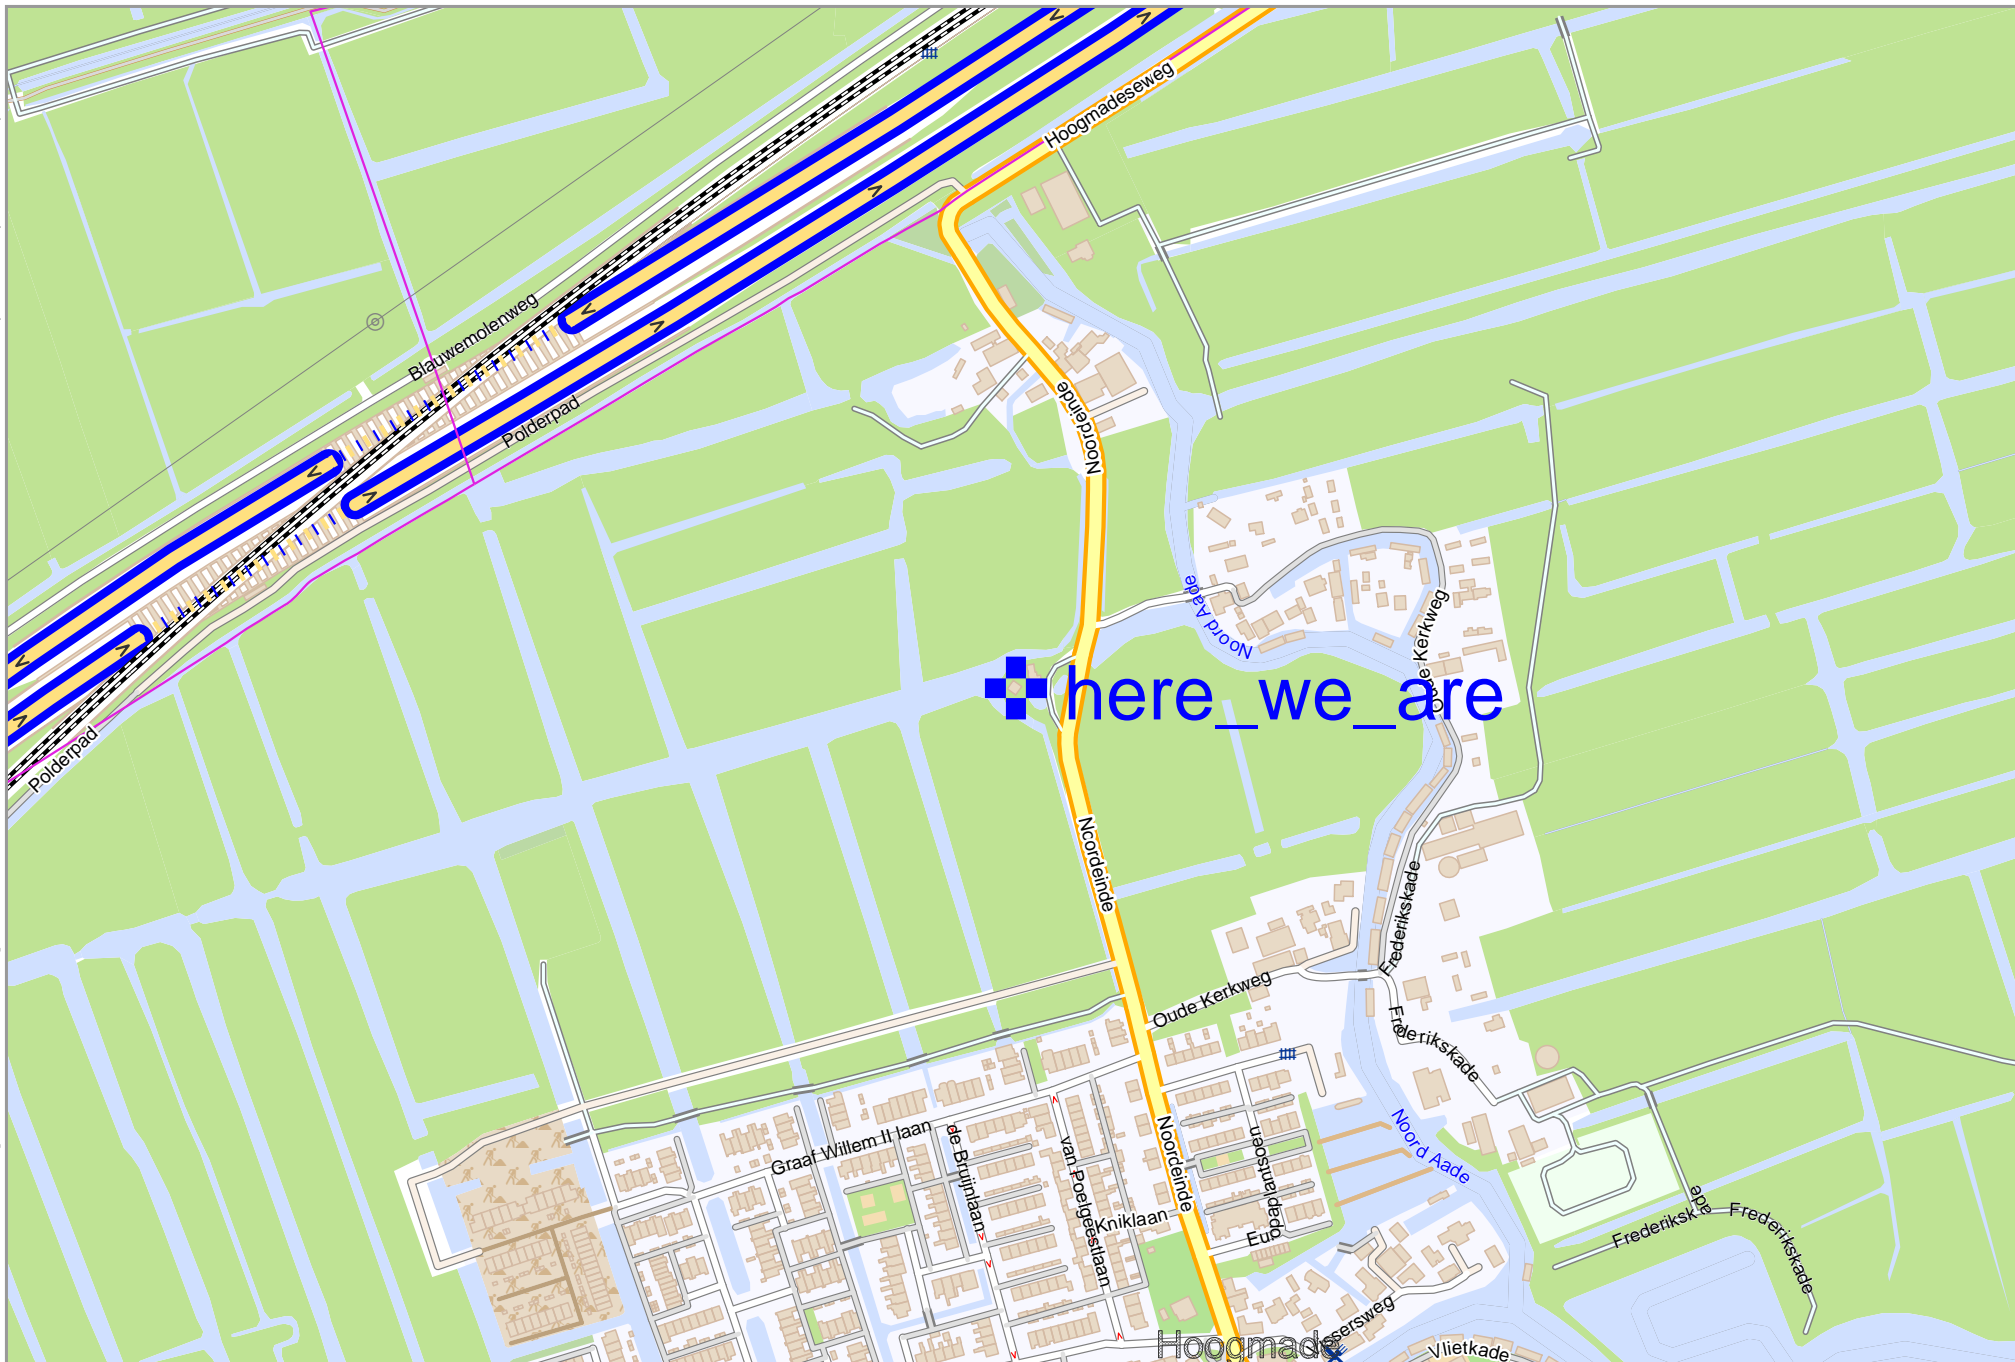 Hoogmadeseweg
Blauwemolenweg
Polderpad
Noordeinde
Noord Aade
Oude Kerkweg
here_we_are
Polderpad
Noordeinde
Frederikskade
Oude Kerkweg
Frederikskade
Noord Aade
Graaf Willem II laan
de Bruijnlaan
van Poelgeestlaan
Noordeinde
Kniklaan
Frederikskade
Frederikskade
Hoogmade
Vlietkade